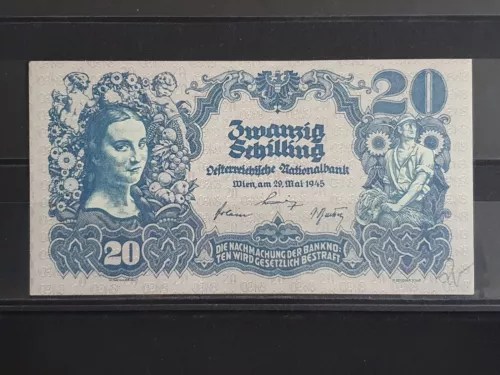 20
Zwanzig
Schilling
Oesterreichische Nationalbank
Wien, am 29. Mai 1945
20
DIE NACHMACHUNG DER BANKNO-
TEN WIRD GESETZLICH BESTRAFT